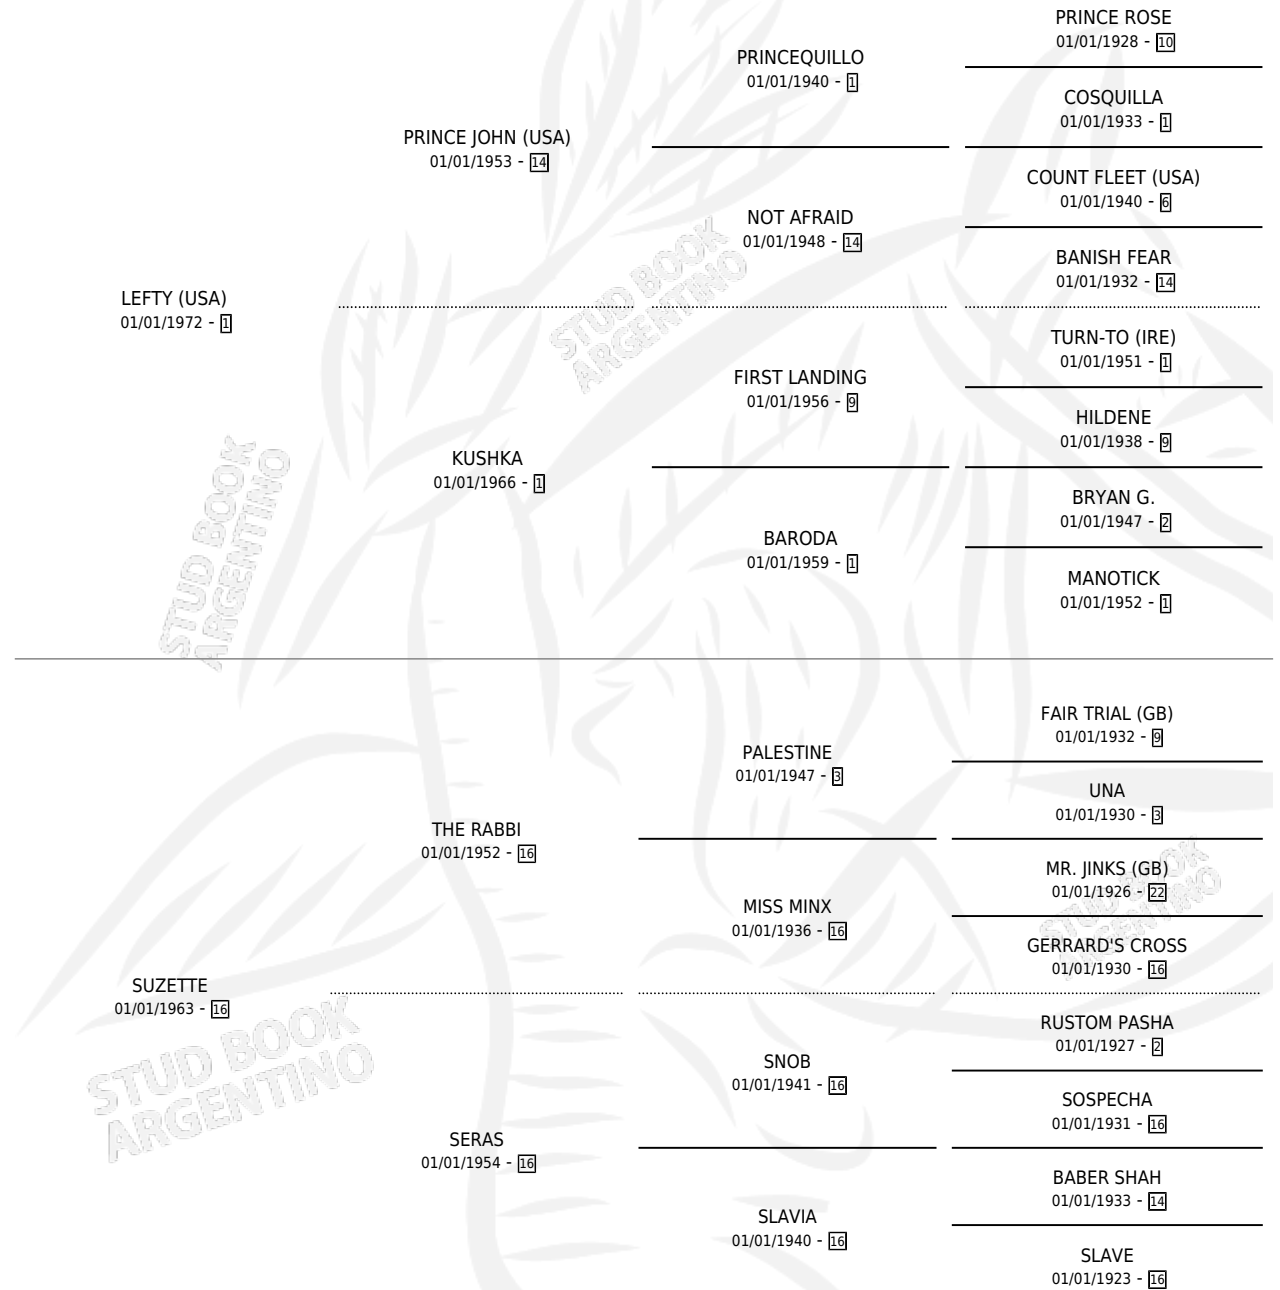 PRINCE ROSE
01/01/1928 - 10
PRINCEQUILLO
01/01/1940 - 1
COSQUILLA
01/01/1933 - 1
PRINCE JOHN (USA)
01/01/1953 - 14
COUNT FLEET (USA)
01/01/1940 - 6
NOT AFRAID
01/01/1948 - 14
BANISH FEAR
01/01/1932 - 14
LEFTY (USA)
01/01/1972 - 1
TURN-TO (IRE)
01/01/1951 - 1
FIRST LANDING
01/01/1956 - 9
HILDENE
01/01/1938 - 9
KUSHKA
01/01/1966 - 1
BRYAN G.
01/01/1947 - 2
BARODA
01/01/1959 - 1
MANOTICK
01/01/1952 - 1
STUD BOOK
ARGENTINO
STUD BOOK
ARGENTINO
FAIR TRIAL (GB)
01/01/1932 - 9
PALESTINE
01/01/1947 - 3
UNA
01/01/1930 - 3
THE RABBI
01/01/1952 - 16
MR. JINKS (GB)
01/01/1926 - 22
MISS MINX
01/01/1936 - 16
GERRARD'S CROSS
01/01/1930 - 16
SUZETTE
01/01/1963 - 16
RUSTOM PASHA
01/01/1927 - 2
SNOB
01/01/1941 - 16
SOSPECHA
01/01/1931 - 16
SERAS
01/01/1954 - 16
BABER SHAH
01/01/1933 - 14
SLAVIA
01/01/1940 - 16
SLAVE
01/01/1923 - 16
STUD BOOK
ARGENTINO
STUD BOOK
ARGENTINO